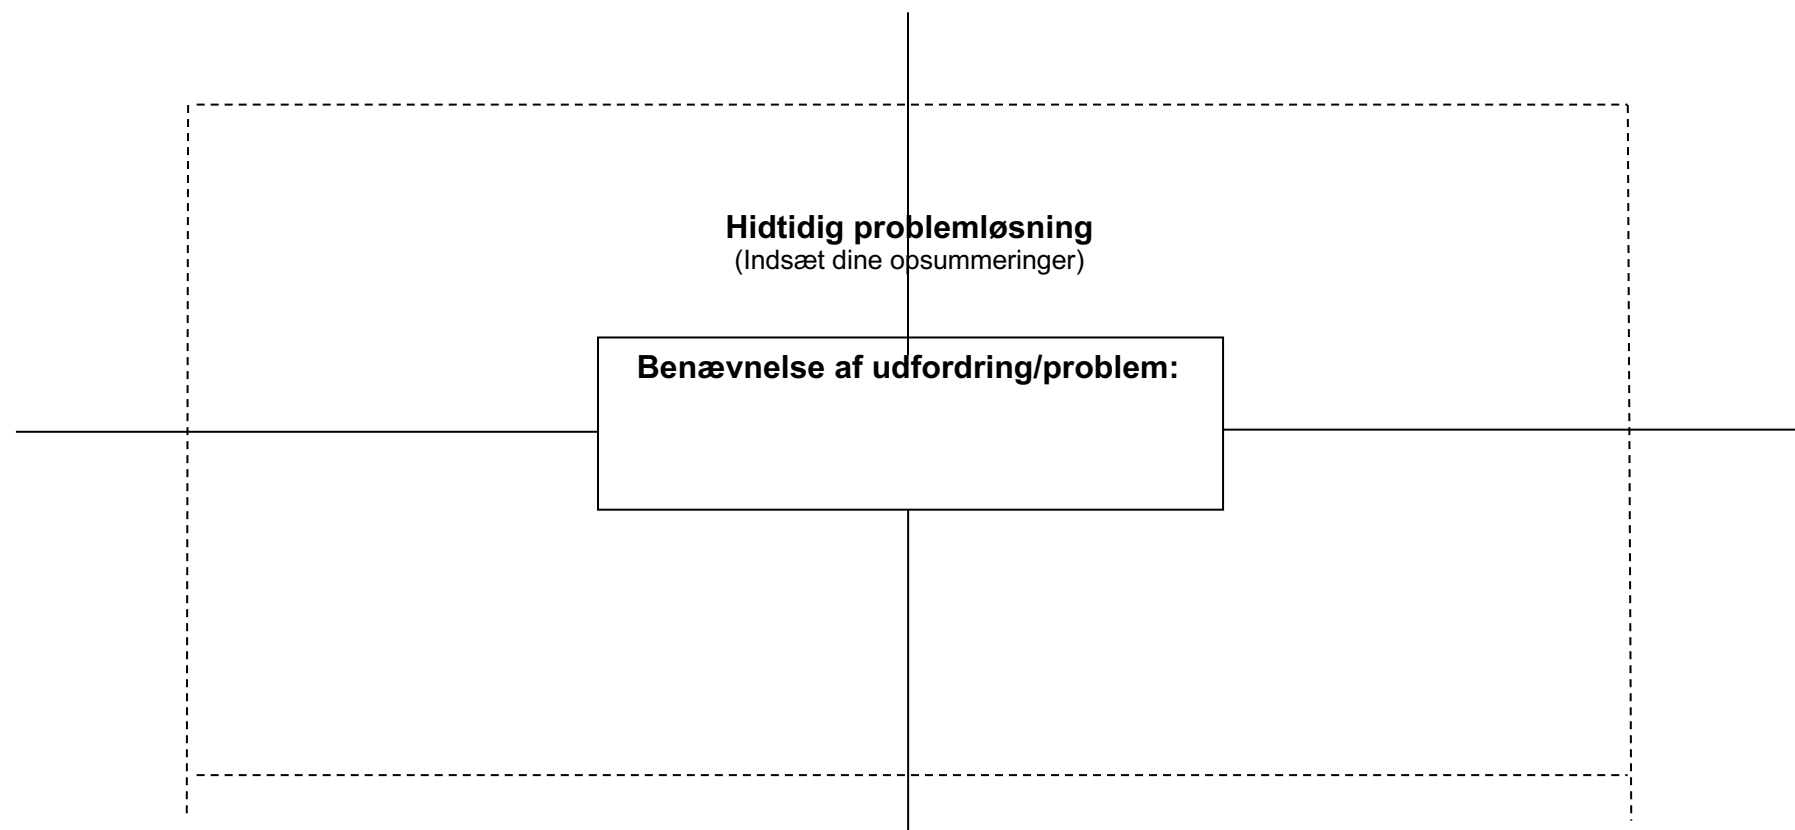 Hidtidig problemløsning
(Indsæt dine opsummeringer)
Benævnelse af udfordring/problem: